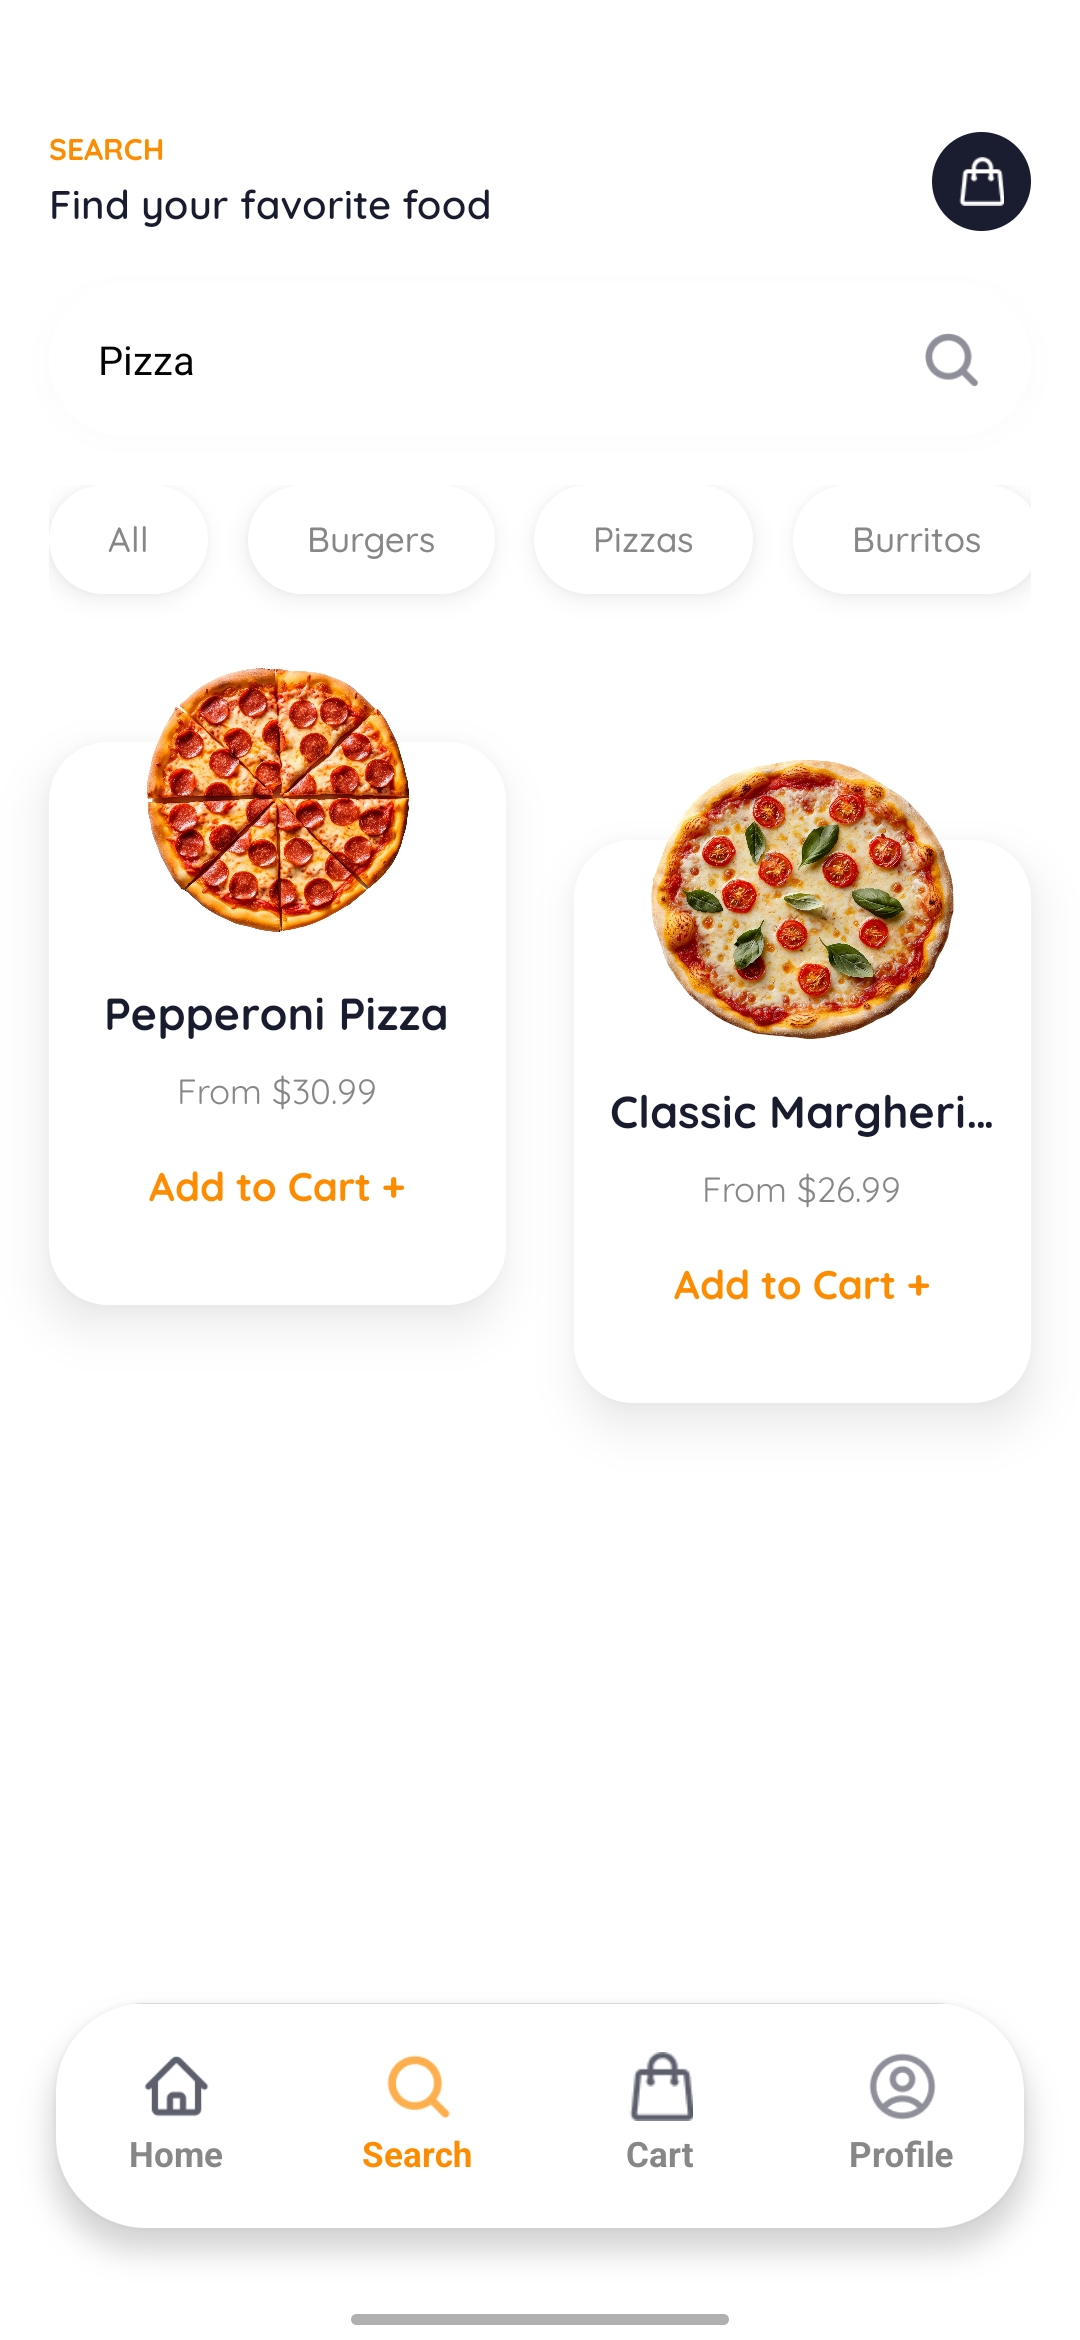 SEARCH
Find your favorite food
Pizza
All
Burgers
Pizzas
Burritos
Pepperoni Pizza
From $30.99
Add to Cart +
Classic Margheri...
From $26.99
Add to Cart +
Home
Search
Cart
Profile